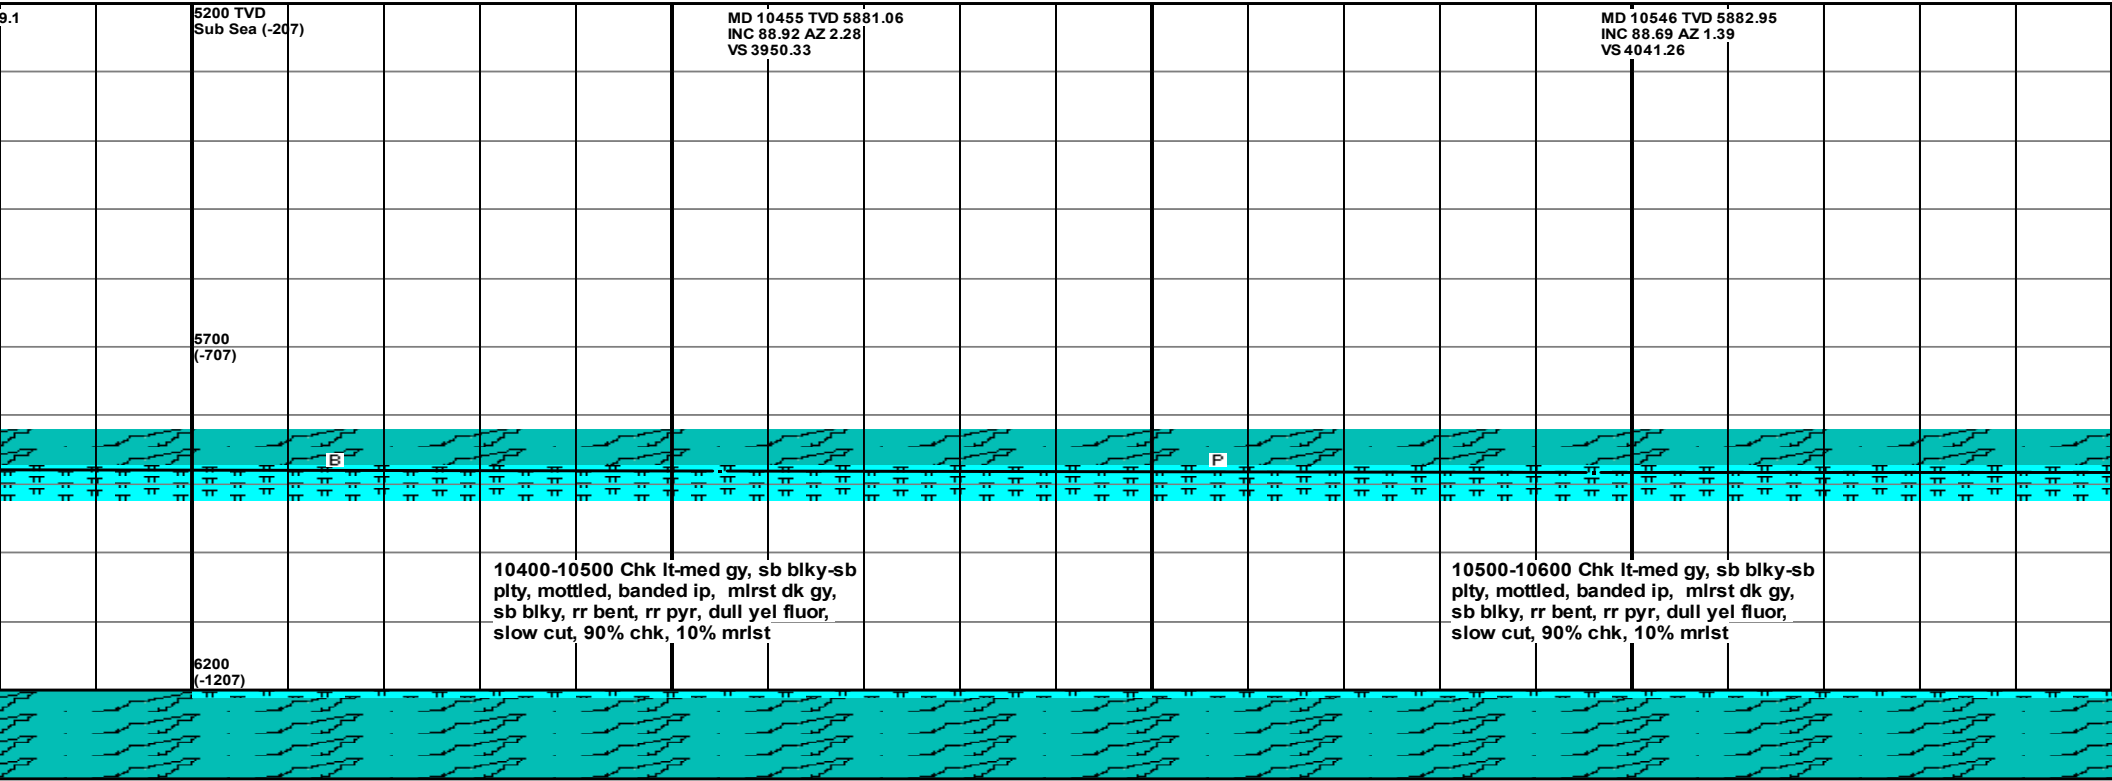 9.1
5200 TVD
Sub Sea (-207)
MD 10455 TVD 5881.06
INC 88.92 AZ 2.28
VS 3950.33
MD 10546 TVD 5882.95
INC 88.69 AZ 1.39
VS 4041.26
5700
(-707)
B
P
10400-10500 Chk lt-med gy, sb blky-sb
plty, mottled, banded ip, mlrst dk gy,
sb blky, rr bent, rr pyr, dull yel fluor,
slow cut, 90% chk, 10% mrlst
10500-10600 Chk lt-med gy, sb blky-sb
plty, mottled, banded ip, mlrst dk gy,
sb blky, rr bent, rr pyr, dull yel fluor,
slow cut, 90% chk, 10% mrlst
6200
(-1207)